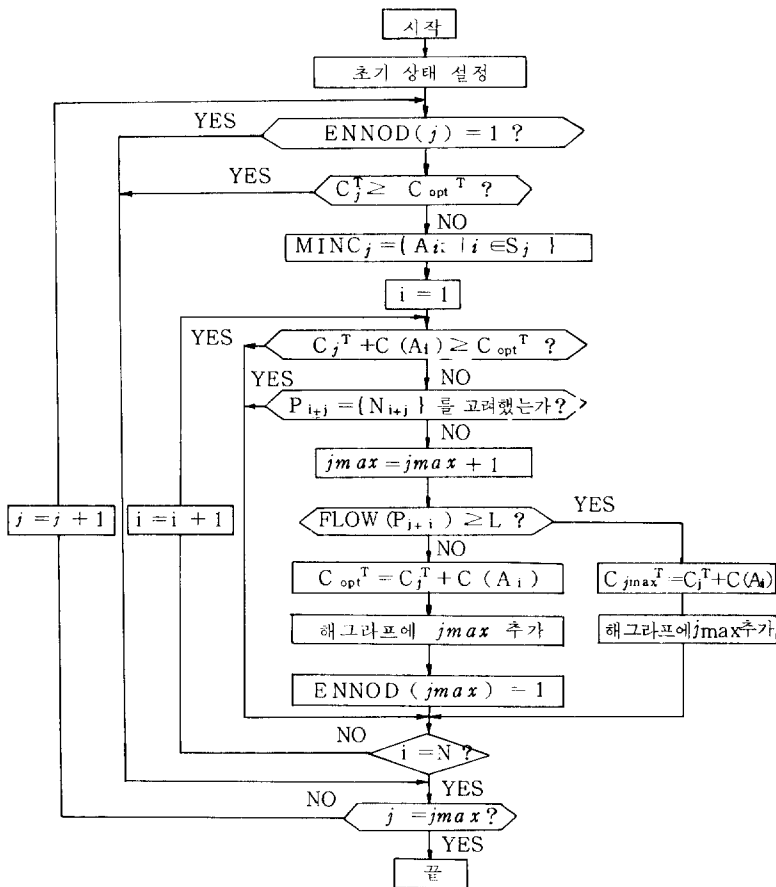 시작
초기 상태 설정
YES
ENNOD(j) = 1 ?
YES
C_j^T ≥ C_opt^T ?
NO
MINC_j = { A_i ; | i ∈ S_j }
i = 1
YES
C_j^T + C (A_i) ≥ C_opt^T ?
NO
YES
P_i+j = {N_i+j} 를 고려했는가?
NO
jmax = jmax + 1
j = j + 1
i = i + 1
FLOW (P_j+i) ≥ L ?
YES
NO
C_opt^T = C_j^T + C (A_i)
C_jmax^T = C_j^T + C(A_i)
해그라프에 jmax 추가
해그라프에 jmax 추가
ENNOD (jmax) − 1
NO
i = N ?
YES
NO
j = jmax ?
YES
끝